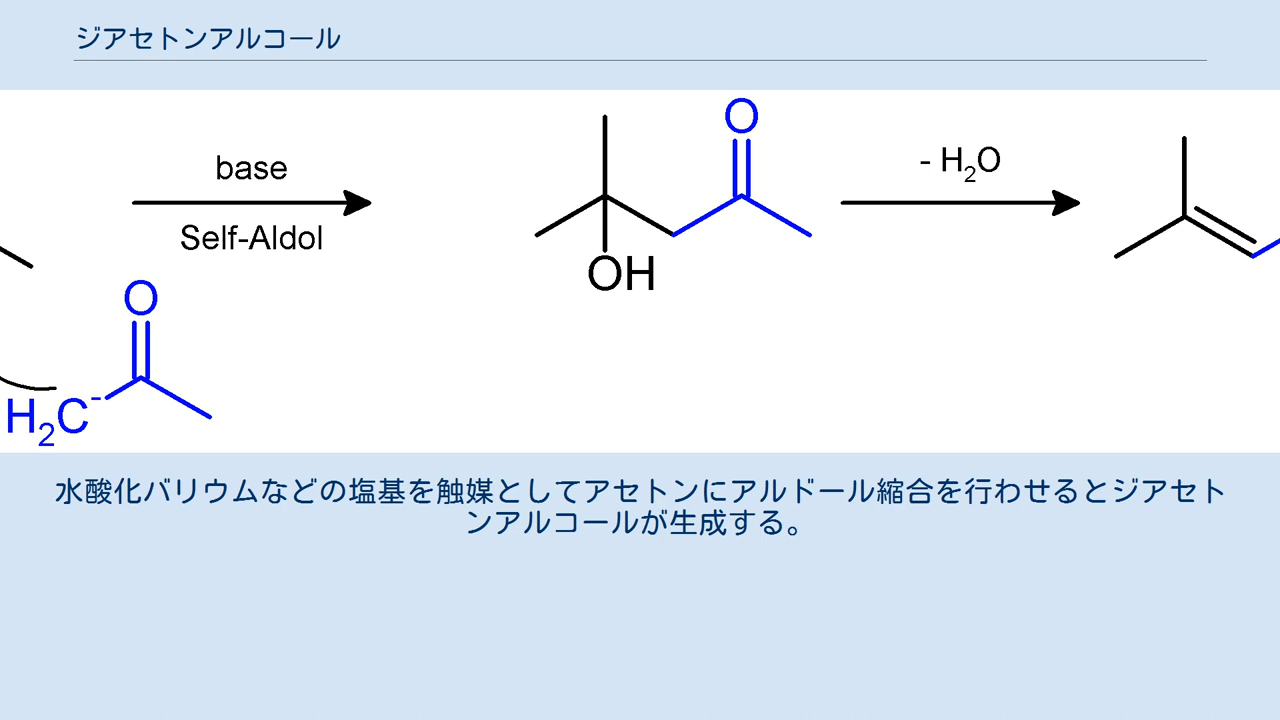 ジアセトンアルコール
base
Self-Aldol
O
OH
- H2O
O
H2C-
水酸化バリウムなどの塩基を触媒としてアセトンにアルドール縮合を行わせるとジアセト
ンアルコールが生成する。